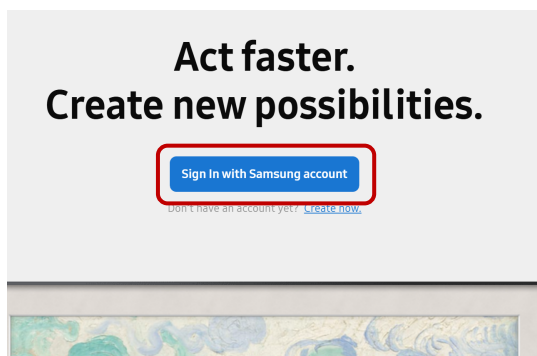 Act faster.
Create new possibilities.
Sign In with Samsung account
Don't have an account yet? Create now.